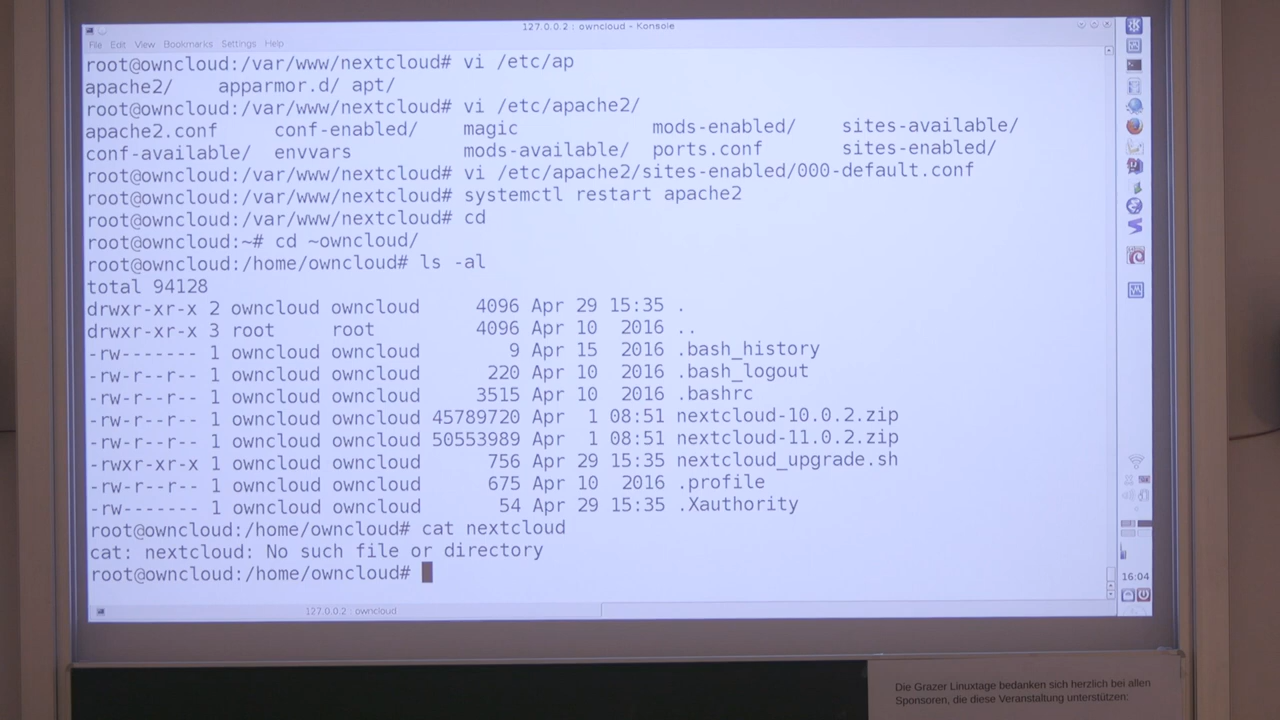 127.0.0.2 : owncloud - Konsole
File Edit View Bookmarks Settings Help
root@owncloud:/var/www/nextcloud# vi /etc/ap
apache2/ apparmor.d/ apt/
root@owncloud:/var/www/nextcloud# vi /etc/apache2/
apache2.conf conf-enabled/ magic mods-enabled/ sites-available/
conf-available/ envvars mods-available/ ports.conf sites-enabled/
root@owncloud:/var/www/nextcloud# vi /etc/apache2/sites-enabled/000-default.conf
root@owncloud:/var/www/nextcloud# systemctl restart apache2
root@owncloud:/var/www/nextcloud# cd
root@owncloud:~# cd ~owncloud/
root@owncloud:/home/owncloud# ls -al
total 94128
drwxr-xr-x 2 owncloud owncloud 4096 Apr 29 15:35 .
drwxr-xr-x 3 root root 4096 Apr 10 2016 ..
-rw------- 1 owncloud owncloud 9 Apr 15 2016 .bash_history
-rw-r--r-- 1 owncloud owncloud 220 Apr 10 2016 .bash_logout
-rw-r--r-- 1 owncloud owncloud 3515 Apr 10 2016 .bashrc
-rw-r--r-- 1 owncloud owncloud 45789720 Apr 1 08:51 nextcloud-10.0.2.zip
-rw-r--r-- 1 owncloud owncloud 50553989 Apr 1 08:51 nextcloud-11.0.2.zip
-rwxr-xr-x 1 owncloud owncloud 756 Apr 29 15:35 nextcloud_upgrade.sh
-rw-r--r-- 1 owncloud owncloud 675 Apr 10 2016 .profile
-rw------- 1 owncloud owncloud 54 Apr 29 15:35 .Xauthority
root@owncloud:/home/owncloud# cat nextcloud
cat: nextcloud: No such file or directory
root@owncloud:/home/owncloud#
16:04
127.0.0.2 : owncloud
Die Grazer Linuxtage bedanken sich herzlich bei allen
Sponsoren, die diese Veranstaltung unterstützen: